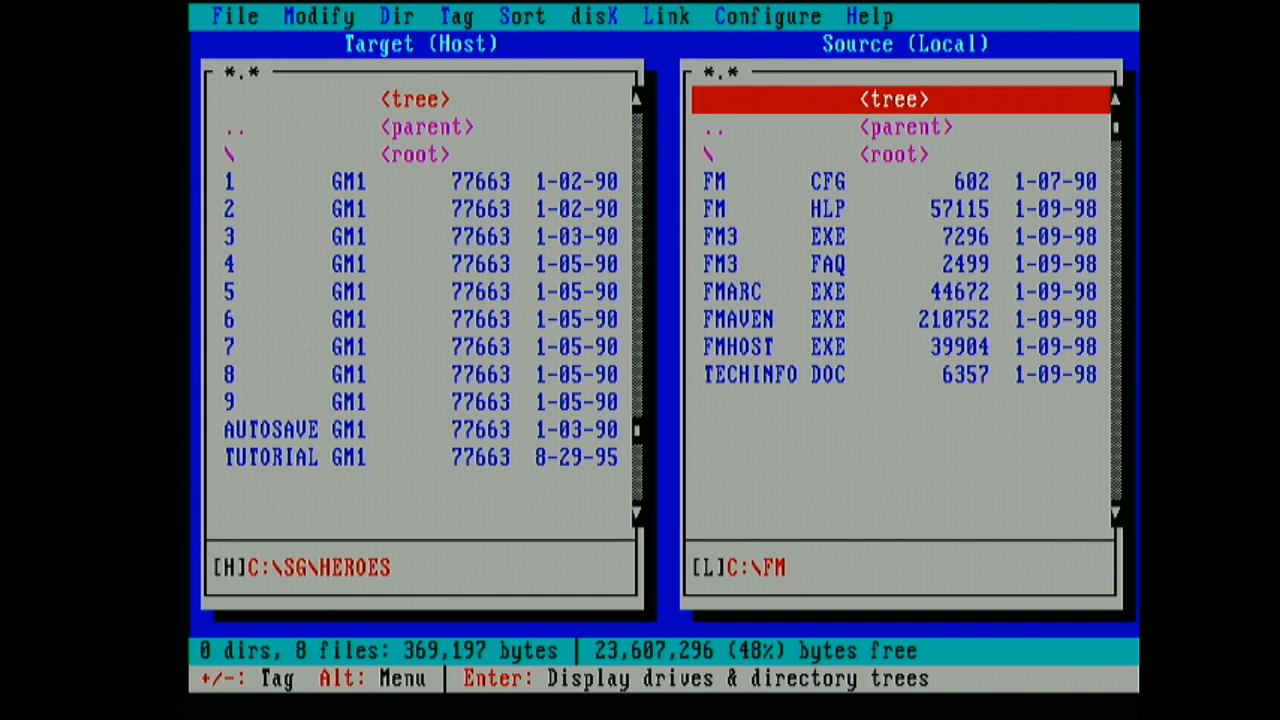 File Modify Dir Tag Sort disK Link Configure Help
Target (Host) Source (Local)
*.* *.*
<tree> <tree>
.. <parent> .. <parent>
\ <root> \ <root>
1 GM1 77663 1-02-90 FM CFG 602 1-07-90
2 GM1 77663 1-02-90 FM HLP 57115 1-09-98
3 GM1 77663 1-03-90 FM3 EXE 7296 1-09-98
4 GM1 77663 1-05-90 FM3 FAQ 2499 1-09-98
5 GM1 77663 1-05-90 FMARC EXE 44672 1-09-98
6 GM1 77663 1-05-90 FMAVEN EXE 210752 1-09-98
7 GM1 77663 1-05-90 FMHOST EXE 39904 1-09-98
8 GM1 77663 1-05-90 TECHINFO DOC 6357 1-09-98
9 GM1 77663 1-05-90
AUTOSAVE GM1 77663 1-03-90
TUTORIAL GM1 77663 8-29-95
[H]C:\SG\HEROES [L]C:\FM
0 dirs, 8 files: 369,197 bytes 23,607,296 (48%) bytes free
+/-: Tag Alt: Menu Enter: Display drives & directory trees